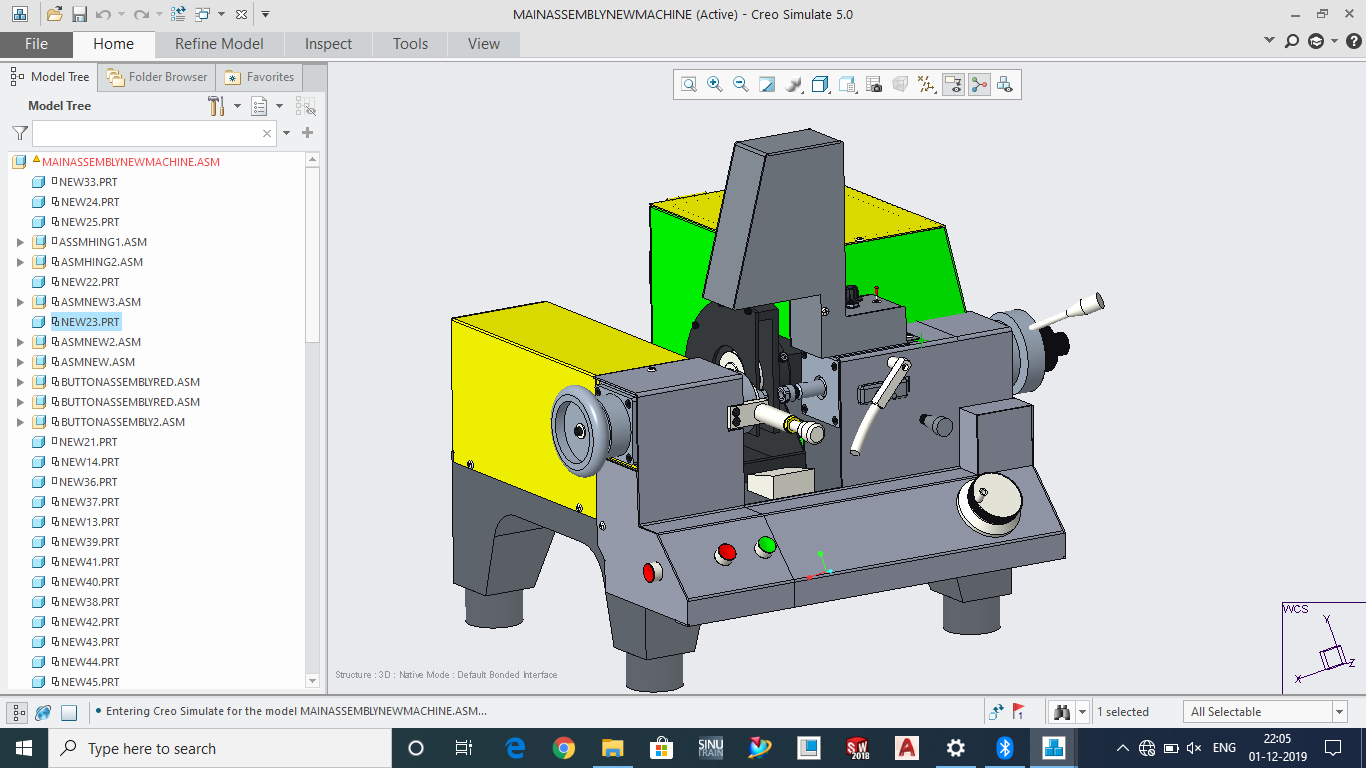 MAINASSEMBLYNEWMACHINE (Active) - Creo Simulate 5.0
File Home Refine Model Inspect Tools View
Model Tree Folder Browser Favorites
Model Tree
MAINASSEMBLYNEWMACHINE.ASM
NEW33.PRT
NEW24.PRT
NEW25.PRT
ASSMHING1.ASM
ASMHING2.ASM
NEW22.PRT
ASMNEW3.ASM
NEW23.PRT
ASMNEW2.ASM
ASMNEW.ASM
BUTTONASSEMBLYRED.ASM
BUTTONASSEMBLYRED.ASM
BUTTONASSEMBLY2.ASM
NEW21.PRT
NEW14.PRT
NEW36.PRT
NEW37.PRT
NEW13.PRT
NEW39.PRT
NEW41.PRT
NEW40.PRT
NEW38.PRT
NEW42.PRT
NEW43.PRT
NEW44.PRT
NEW45.PRT
WCS
Y
Z
X
Structure : 3D : Native Mode : Default Bonded Interface
• Entering Creo Simulate for the model MAINASSEMBLYNEWMACHINE.ASM...
1
1 selected
All Selectable
Type here to search
SINU
TRAIN
SW
2018
A
ENG
22:05
01-12-2019